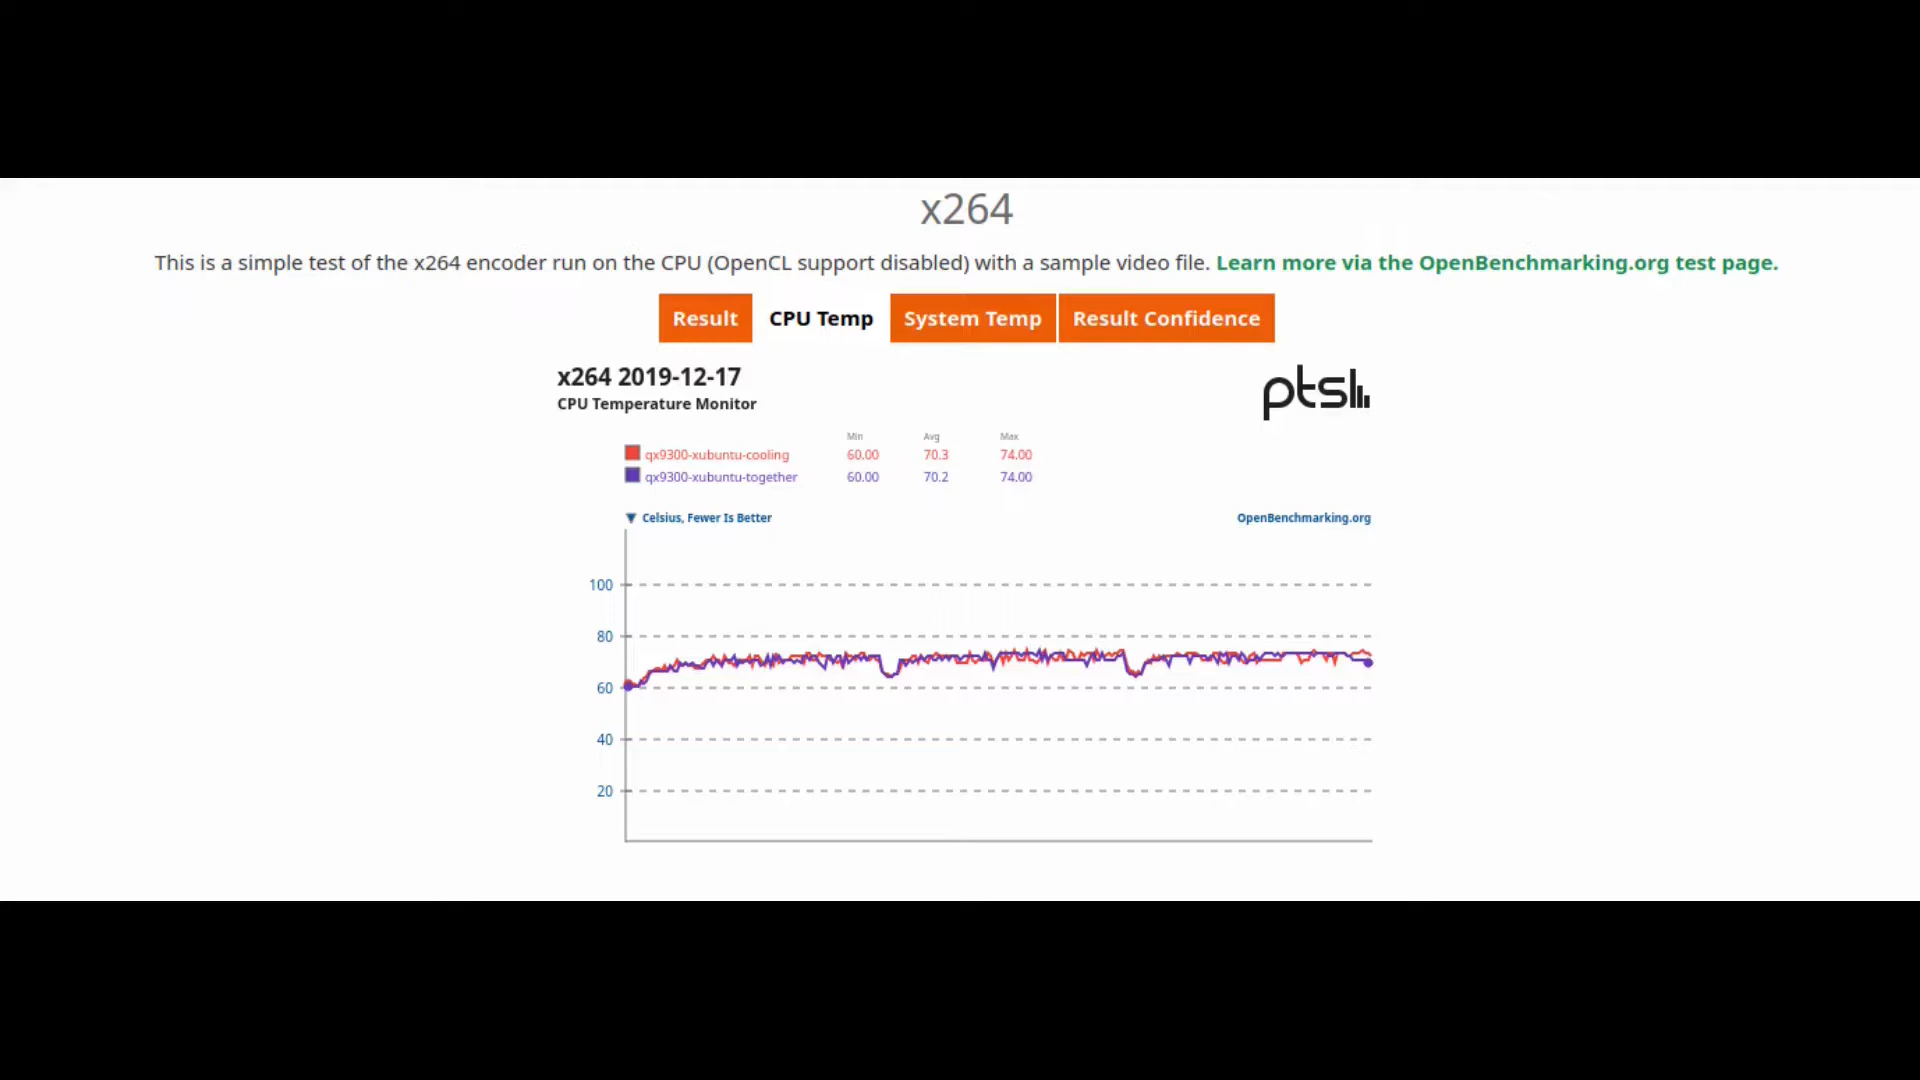 x264
This is a simple test of the x264 encoder run on the CPU (OpenCL support disabled) with a sample video file. Learn more via the OpenBenchmarking.org test page.
Result CPU Temp System Temp Result Confidence
x264 2019-12-17
CPU Temperature Monitor
pts
Min Avg Max
qx9300-xubuntu-cooling 60.00 70.3 74.00
qx9300-xubuntu-together 60.00 70.2 74.00
▼ Celsius, Fewer Is Better OpenBenchmarking.org
100
80
60
40
20